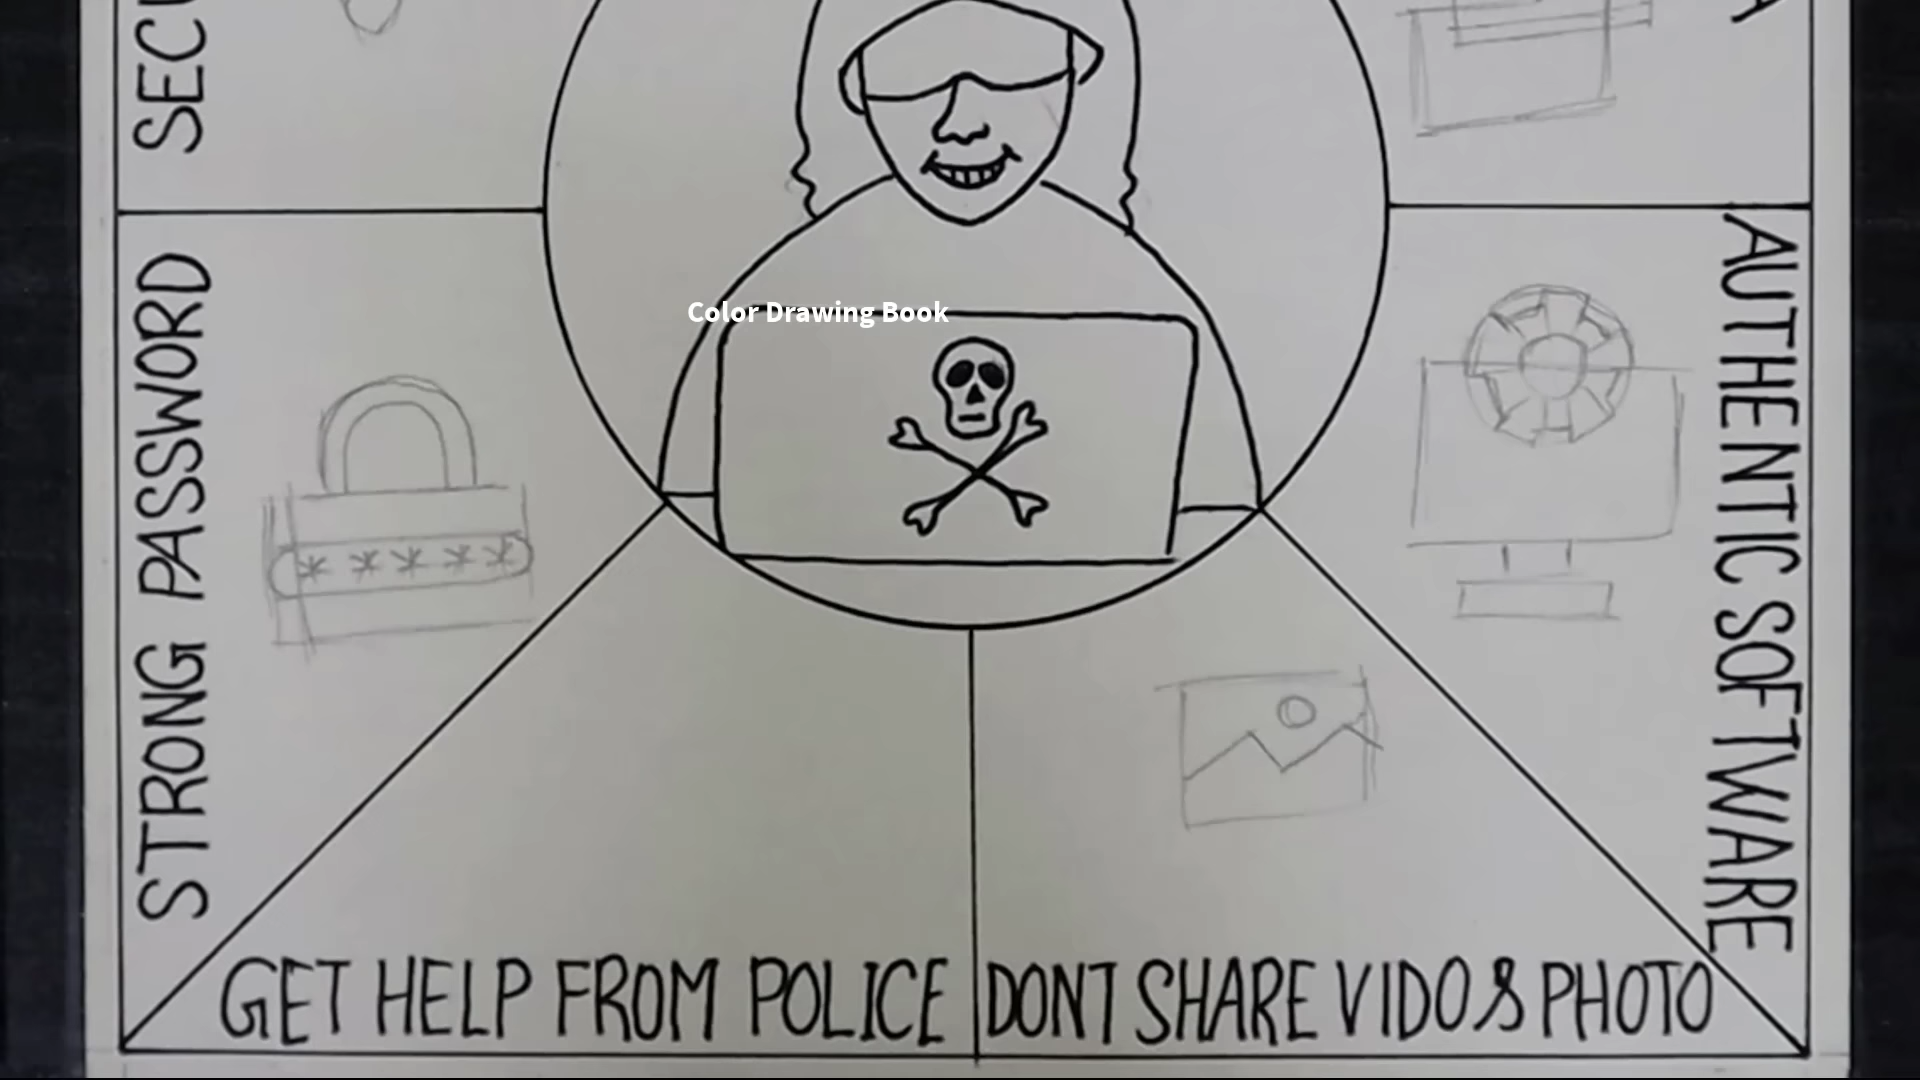 SECU
A
Color Drawing Book
STRONG PASSWORD
AUTHENTIC SOFTWARE
*****
GET HELP FROM POLICE
DONT SHARE VIDO & PHOTO